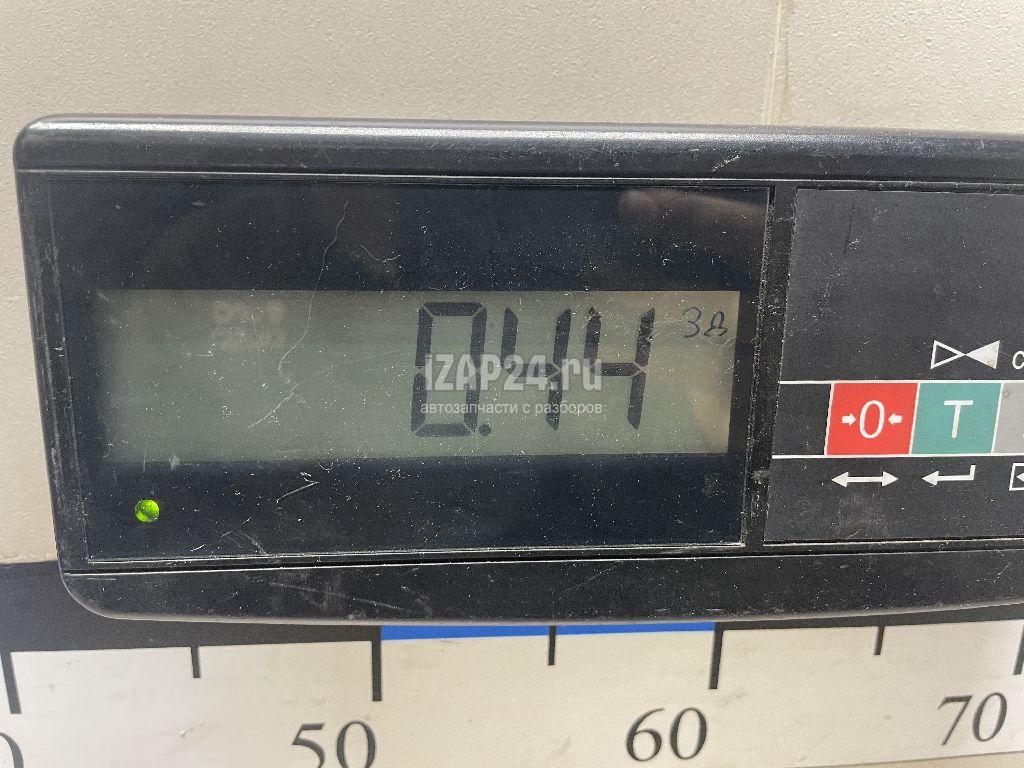 0.44
3д
iZAP24.ru
автозапчасти с разборов
0 T
50 60 70